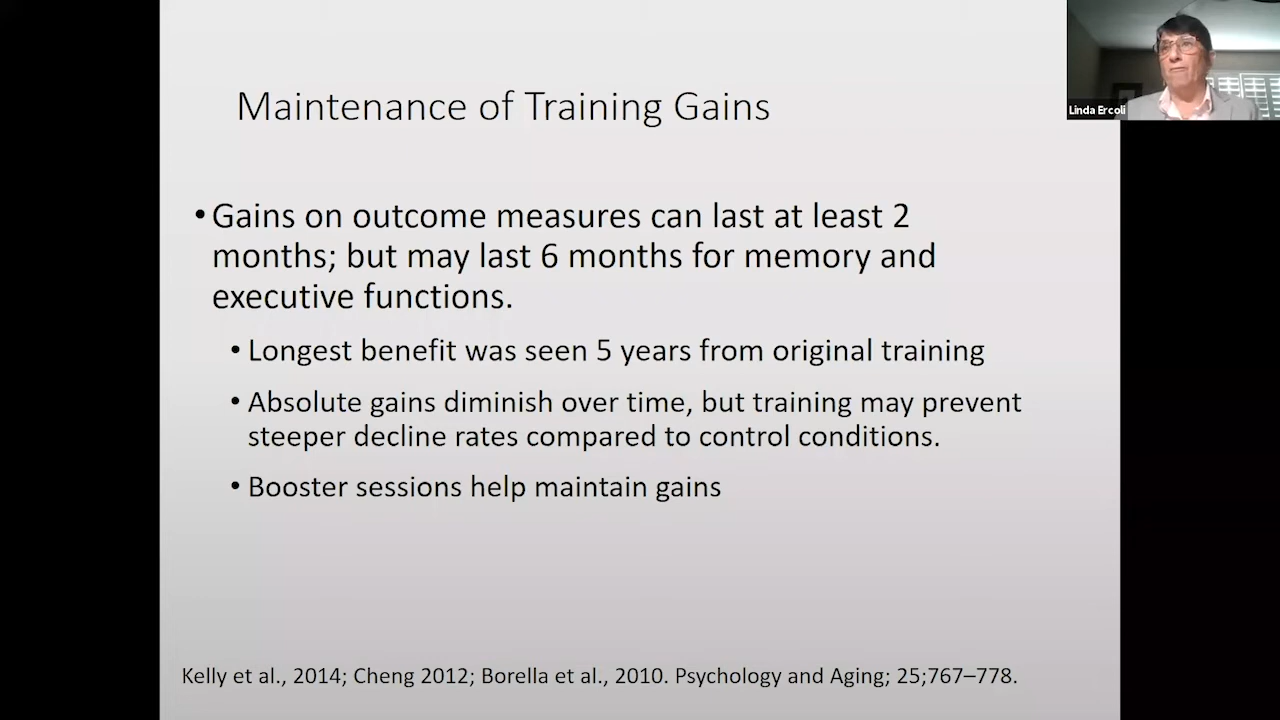 Maintenance of Training Gains
Linda Ercoli
• Gains on outcome measures can last at least 2
months; but may last 6 months for memory and
executive functions.
• Longest benefit was seen 5 years from original training
• Absolute gains diminish over time, but training may prevent
steeper decline rates compared to control conditions.
• Booster sessions help maintain gains
Kelly et al., 2014; Cheng 2012; Borella et al., 2010. Psychology and Aging; 25;767–778.